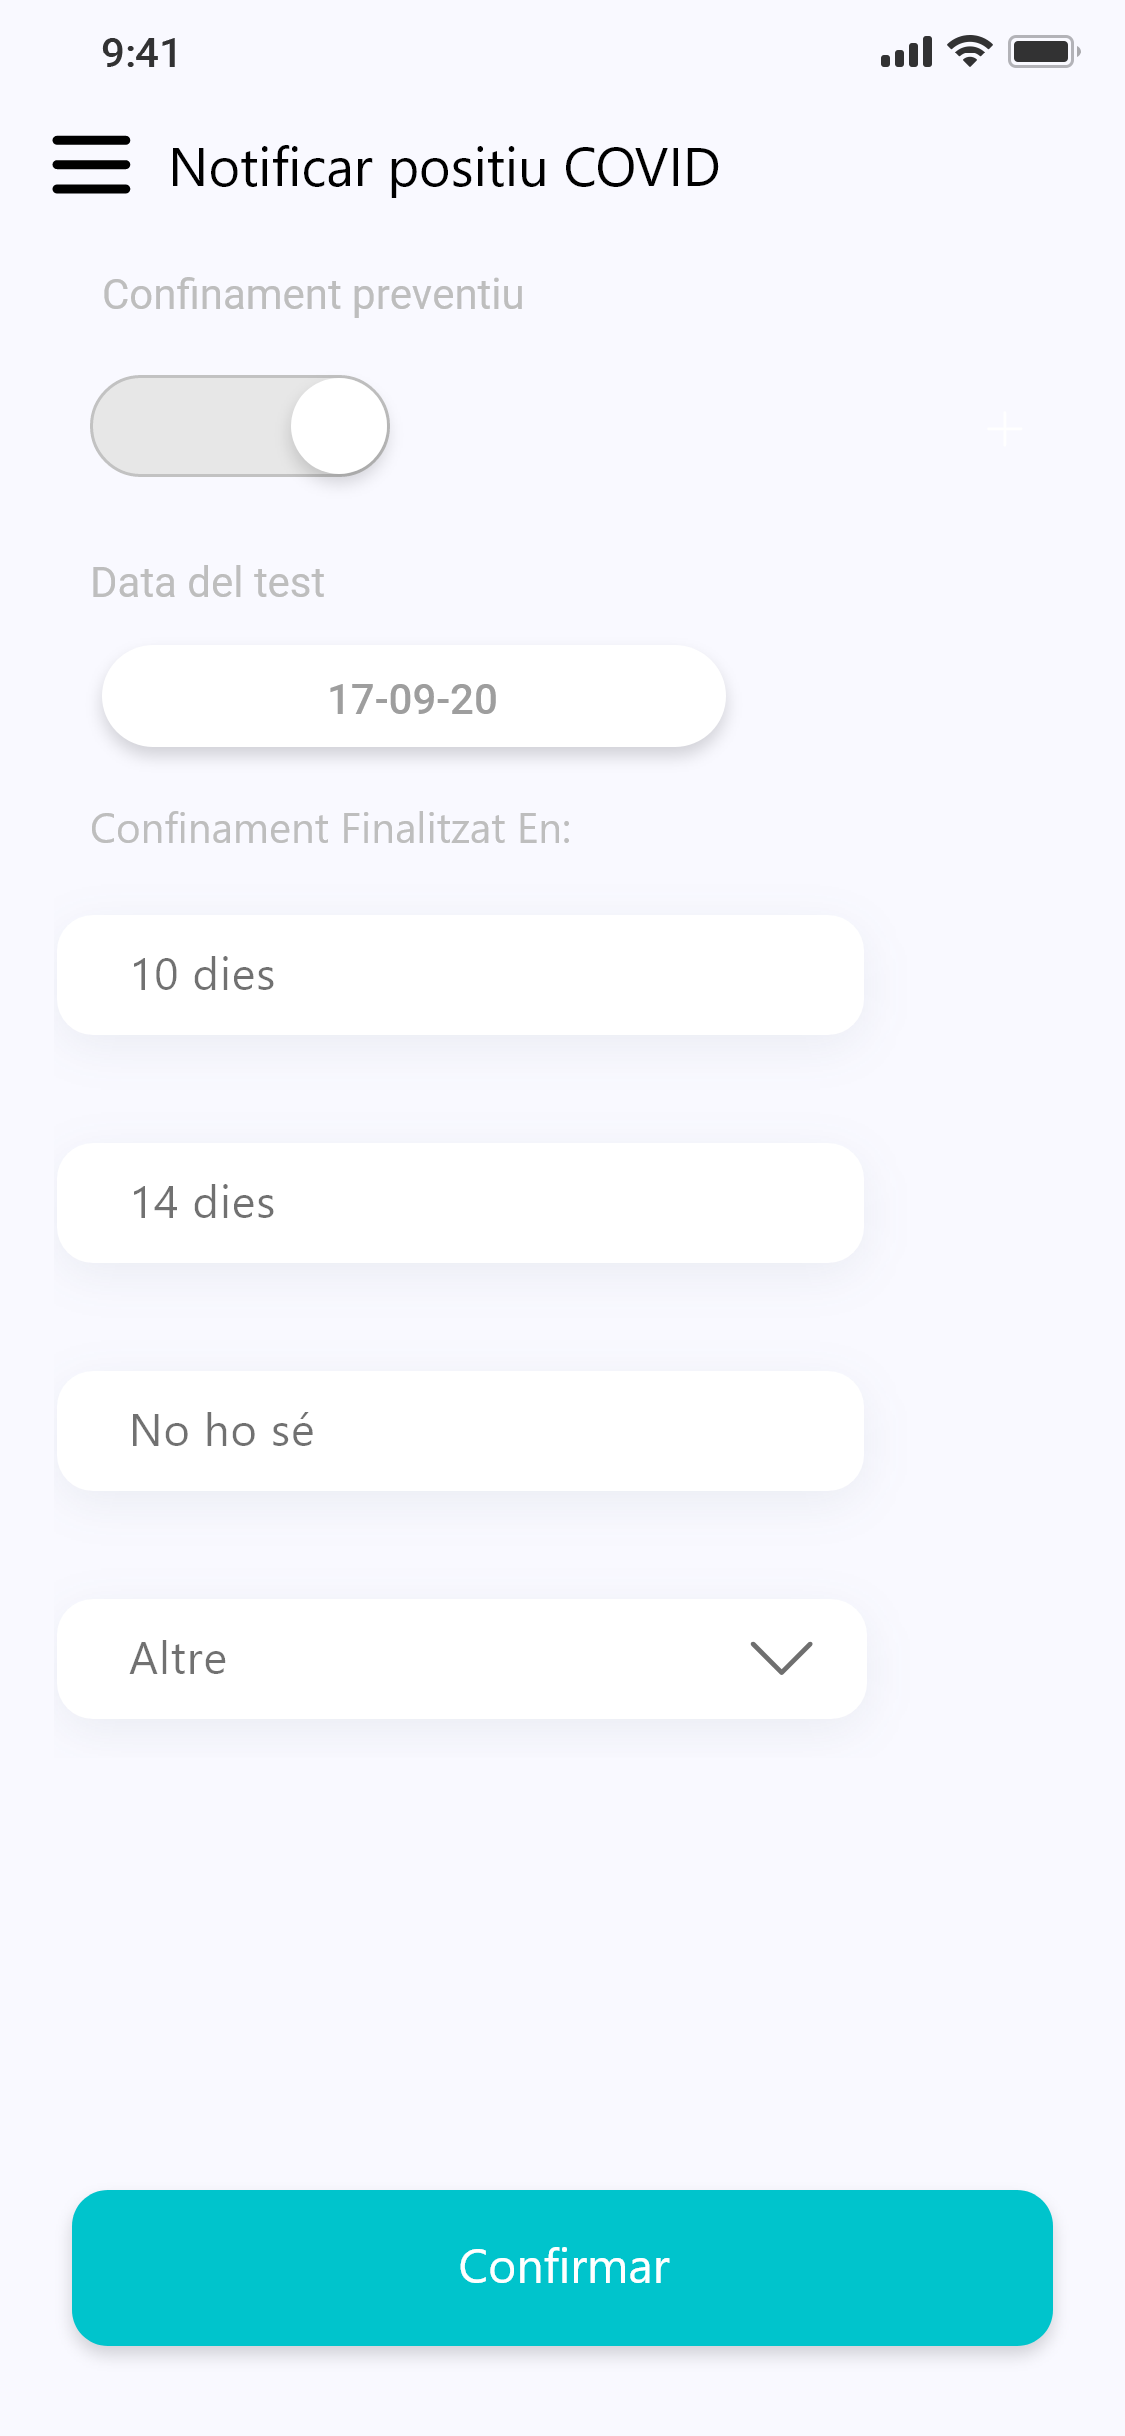 9:41
Notificar positiu COVID
Confinament preventiu
Data del test
17-09-20
Confinament Finalitzat En:
10 dies
14 dies
No ho sé
Altre
Confirmar